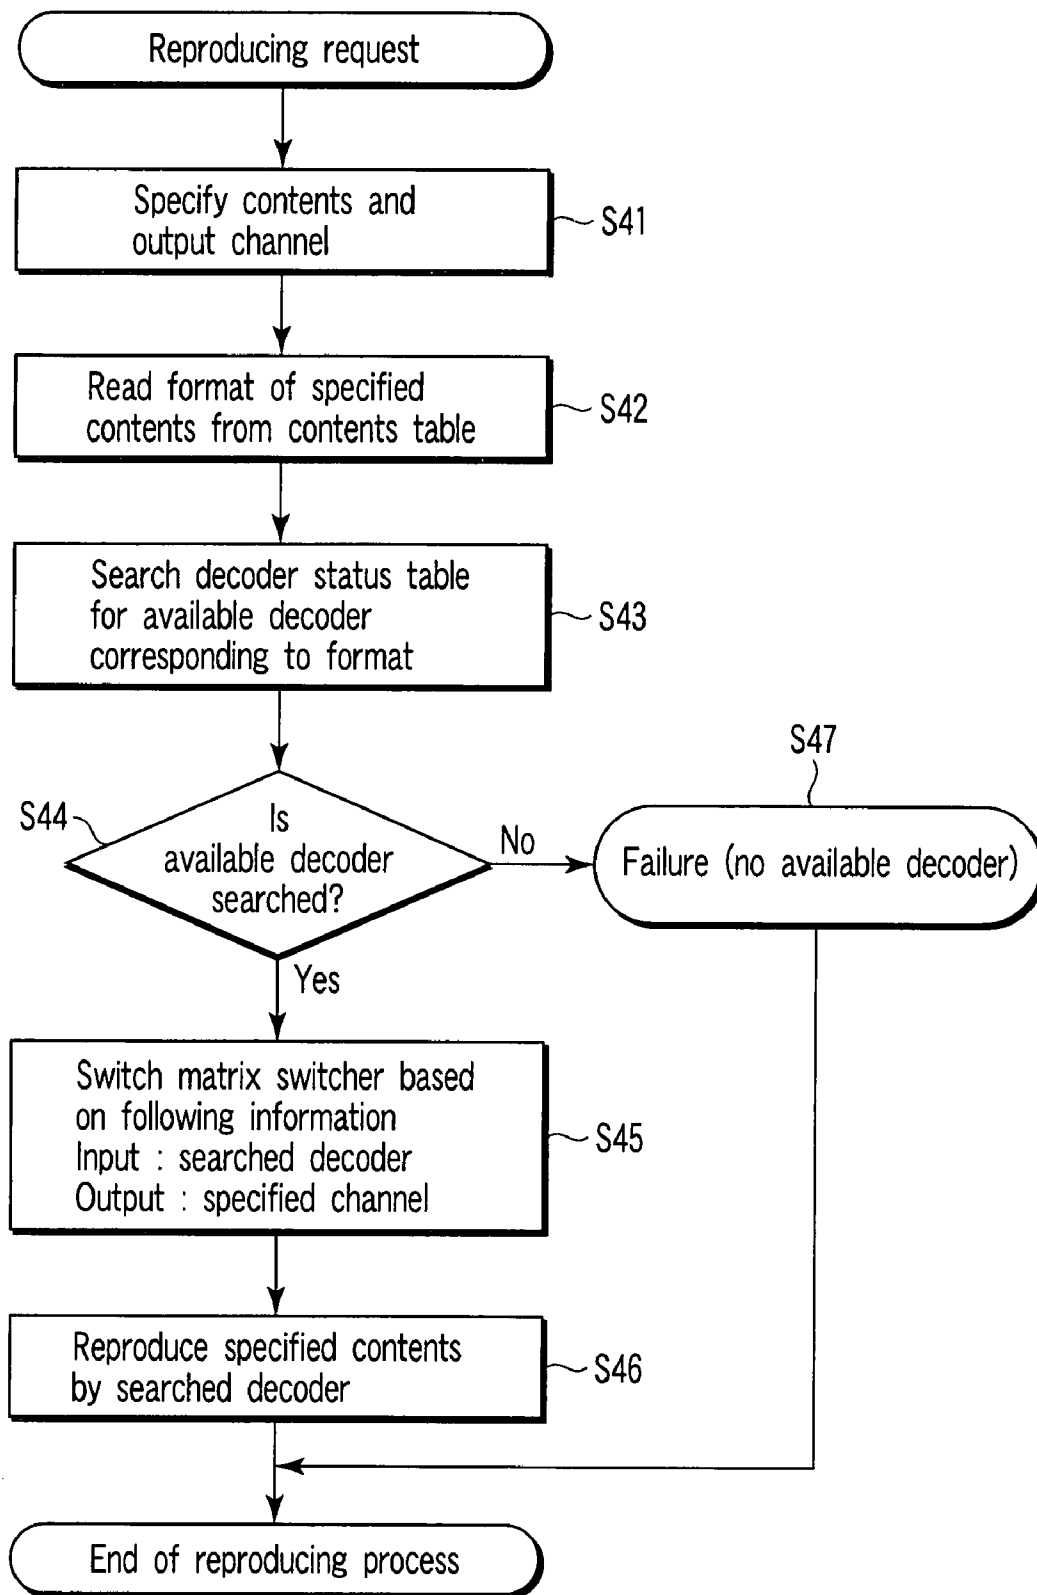 Reproducing request
Specify contents and
output channel
S41
Read format of specified
contents from contents table
S42
Search decoder status table
for available decoder
corresponding to format
S43
S44
Is
available decoder
searched?
No
S47
Failure (no available decoder)
Yes
Switch matrix switcher based
on following information
Input : searched decoder
Output : specified channel
S45
Reproduce specified contents
by searched decoder
S46
End of reproducing process